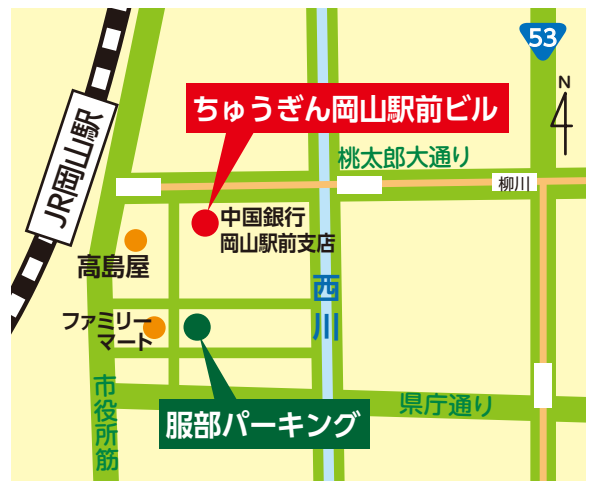 53
N
ちゅうぎん岡山駅前ビル
JR岡山駅
桃太郎大通り
柳川
中国銀行
岡山駅前支店
高島屋
西川
ファミリー
マート
市役所筋
県庁通り
服部パーキング